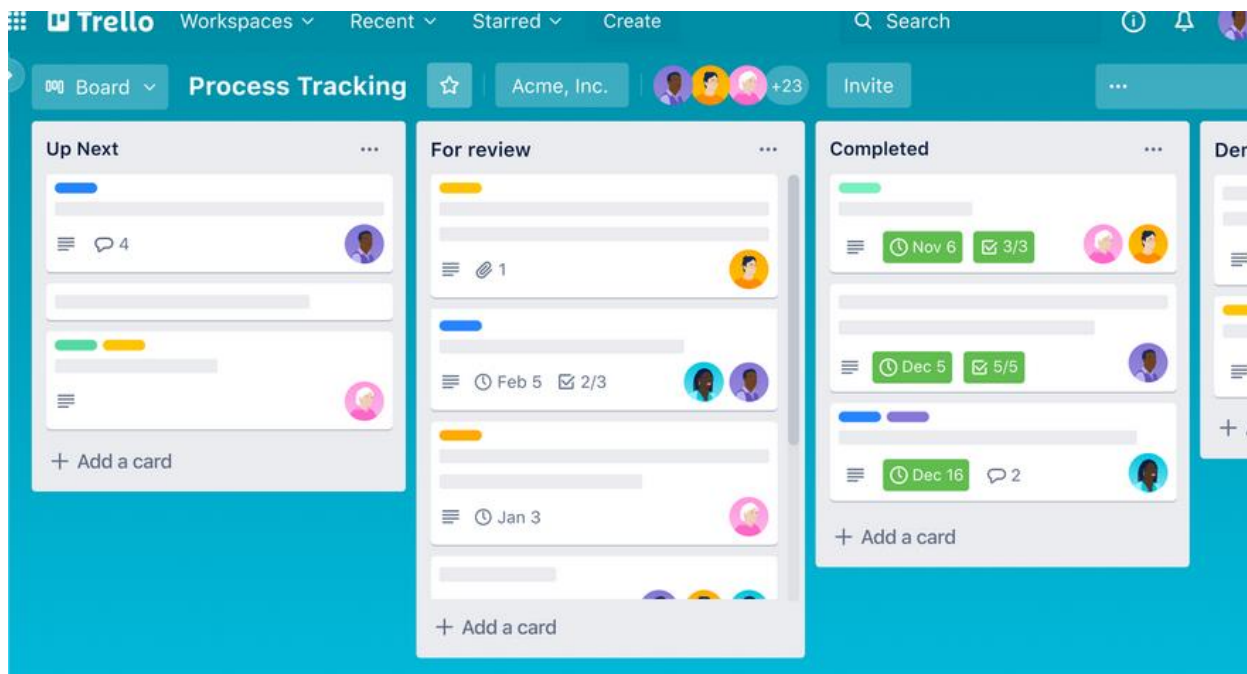 Trello Workspaces Recent Starred Create Search
Board Process Tracking Acme, Inc. +23 Invite
Up Next
4
+ Add a card
For review
1
Feb 5 2/3
Jan 3
+ Add a card
Completed
Nov 6 3/3
Dec 5 5/5
Dec 16 2
+ Add a card